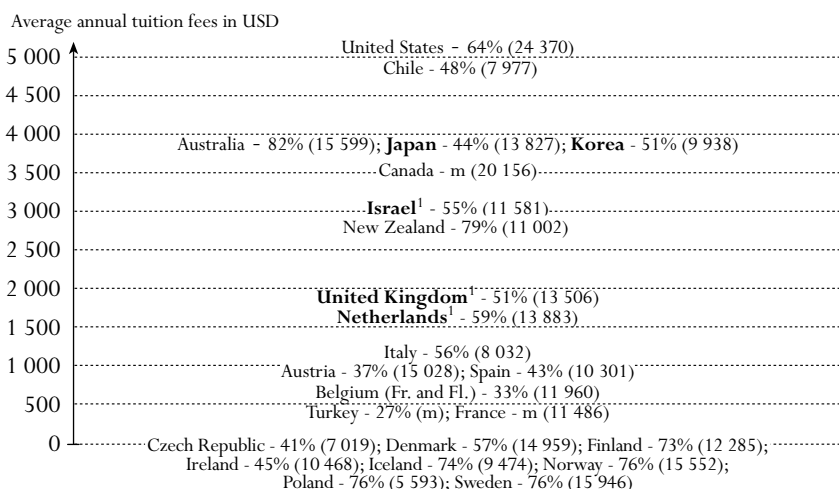 Average annual tuition fees in USD
5 000
United States - 64% (24 370)
Chile - 48% (7 977)
4 500
4 000
Australia - 82% (15 599); Japan - 44% (13 827); Korea - 51% (9 938)
3 500
Canada - m (20 156)
3 000
Israel¹ - 55% (11 581)
New Zealand - 79% (11 002)
2 500
2 000
United Kingdom¹ - 51% (13 506)
Netherlands¹ - 59% (13 883)
1 500
Italy - 56% (8 032)
1 000
Austria - 37% (15 028); Spain - 43% (10 301)
Belgium (Fr. and Fl.) - 33% (11 960)
500
Turkey - 27% (m); France - m (11 486)
0
Czech Republic - 41% (7 019); Denmark - 57% (14 959); Finland - 73% (12 285);
Ireland - 45% (10 468); Iceland - 74% (9 474); Norway - 76% (15 552);
Poland - 76% (5 593); Sweden - 76% (15 946)